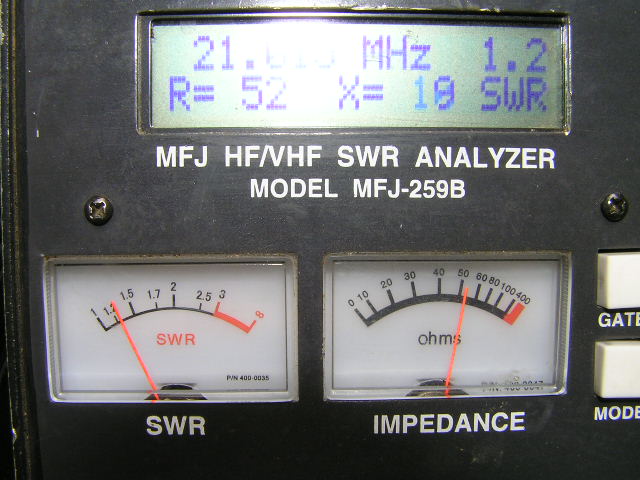 MHz 1.2
R= 52 X= 10 SWR
MFJ HF/VHF SWR ANALYZER
MODEL MFJ-259B
1 1.5 1.7 2 2.5 3 8
SWR
P/N 400-0035
0 10 20 30 40 50 60 80 100 400
ohms
GATE
MODE
SWR
IMPEDANCE